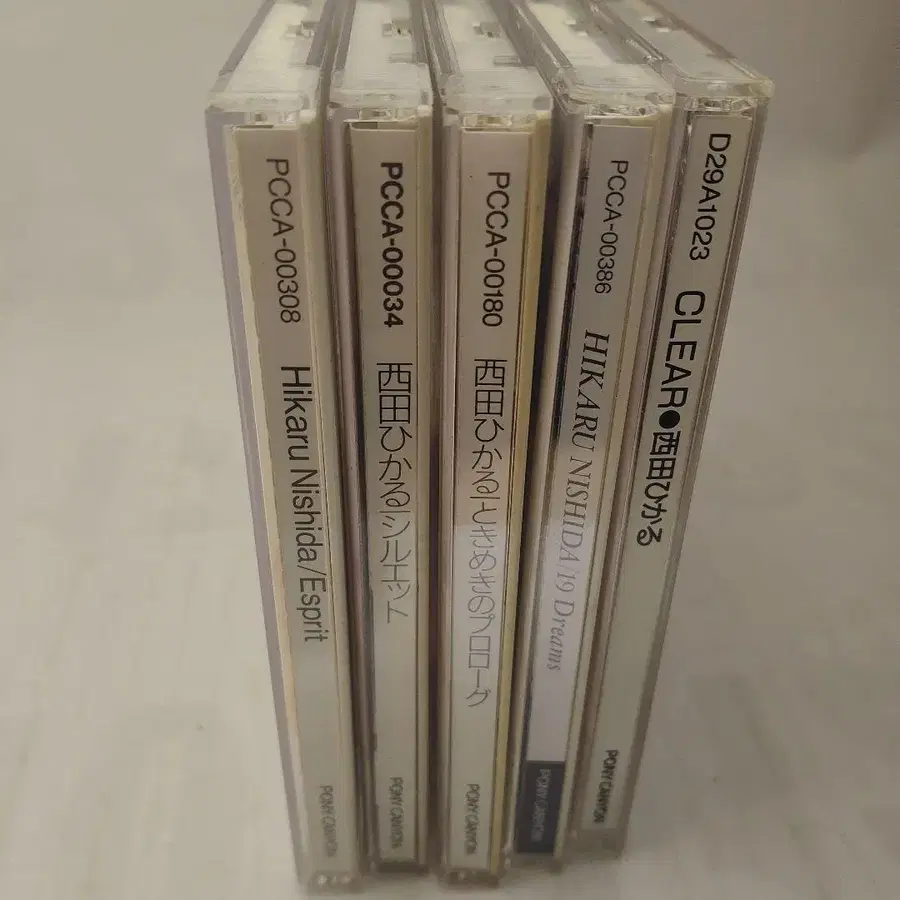 PCCA-00308 Hikaru Nishida/Esprit PONY CANYON
PCCA-00034 西田ひかる/シルエット PONY CANYON
PCCA-00180 西田ひかる/ときめきのプロローグ PONY CANYON
PCCA-00386 HIKARU NISHIDA/19 Dreams PONY CANYON
D29A1023 CLEAR●西田ひかる PONY CANYON